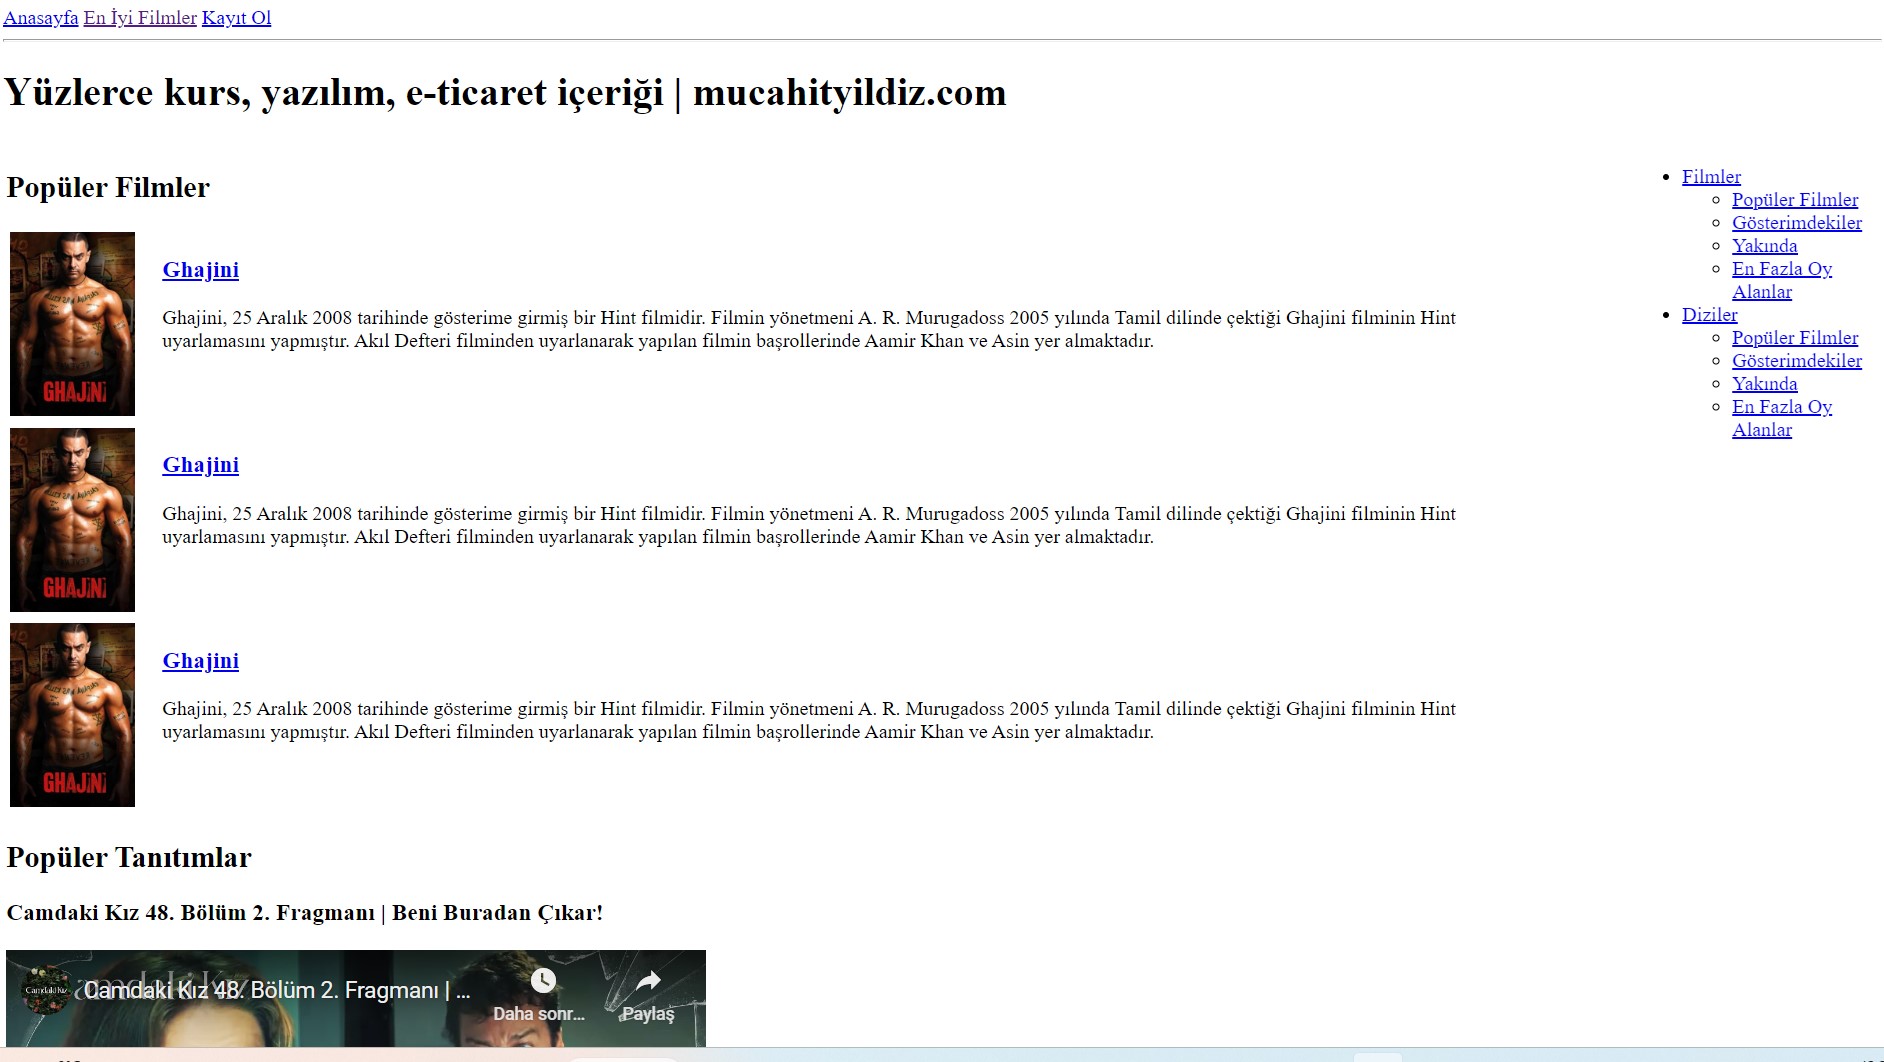 Anasayfa En İyi Filmler Kayıt Ol
Yüzlerce kurs, yazılım, e-ticaret içeriği | mucahityildiz.com
Popüler Filmler
GHAJINI
Ghajini
Ghajini, 25 Aralık 2008 tarihinde gösterime girmiş bir Hint filmidir. Filmin yönetmeni A. R. Murugadoss 2005 yılında Tamil dilinde çektiği Ghajini filminin Hint
uyarlamasını yapmıştır. Akıl Defteri filminden uyarlanarak yapılan filmin başrollerinde Aamir Khan ve Asin yer almaktadır.
GHAJINI
Ghajini
Ghajini, 25 Aralık 2008 tarihinde gösterime girmiş bir Hint filmidir. Filmin yönetmeni A. R. Murugadoss 2005 yılında Tamil dilinde çektiği Ghajini filminin Hint
uyarlamasını yapmıştır. Akıl Defteri filminden uyarlanarak yapılan filmin başrollerinde Aamir Khan ve Asin yer almaktadır.
GHAJINI
Ghajini
Ghajini, 25 Aralık 2008 tarihinde gösterime girmiş bir Hint filmidir. Filmin yönetmeni A. R. Murugadoss 2005 yılında Tamil dilinde çektiği Ghajini filminin Hint
uyarlamasını yapmıştır. Akıl Defteri filminden uyarlanarak yapılan filmin başrollerinde Aamir Khan ve Asin yer almaktadır.
Popüler Tanıtımlar
Camdaki Kız 48. Bölüm 2. Fragmanı | Beni Buradan Çıkar!
Camdaki Kız
Camdaki Kız 48. Bölüm 2. Fragmanı | ...
Daha sonr...
Paylaş
Filmler
Popüler Filmler
Gösterimdekiler
Yakında
En Fazla Oy
Alanlar
Diziler
Popüler Filmler
Gösterimdekiler
Yakında
En Fazla Oy
Alanlar